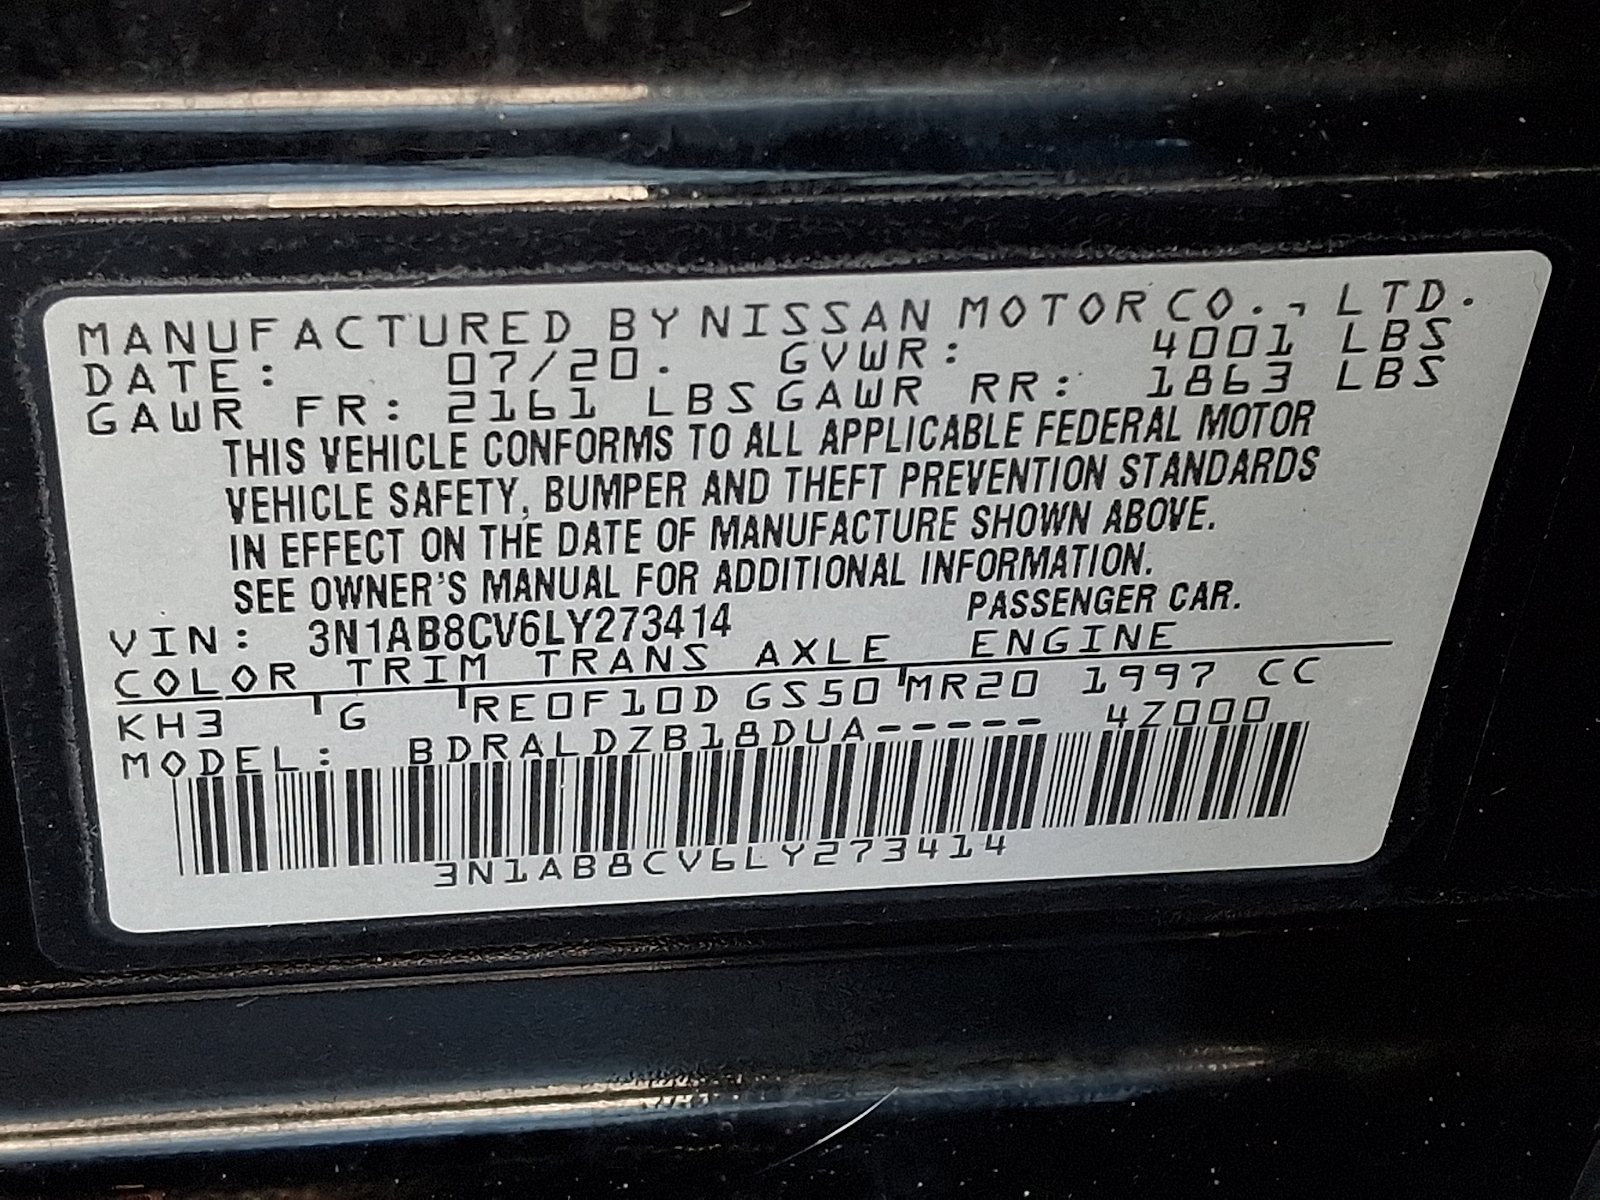 MANUFACTURED BY NISSAN MOTOR CO., LTD.
DATE: 07/20. GVWR: 4001 LBS
GAWR FR: 2161 LBS GAWR RR: 1863 LBS
THIS VEHICLE CONFORMS TO ALL APPLICABLE FEDERAL MOTOR
VEHICLE SAFETY, BUMPER AND THEFT PREVENTION STANDARDS
IN EFFECT ON THE DATE OF MANUFACTURE SHOWN ABOVE.
SEE OWNER'S MANUAL FOR ADDITIONAL INFORMATION.
VIN: 3N1AB8CV6LY273414 PASSENGER CAR.
COLOR TRIM TRANS AXLE ENGINE
KH3 G RE0F10D GS50 MR20 1997 CC
MODEL: BDRALDZB18DUA----- 4Z000
3N1AB8CV6LY273414